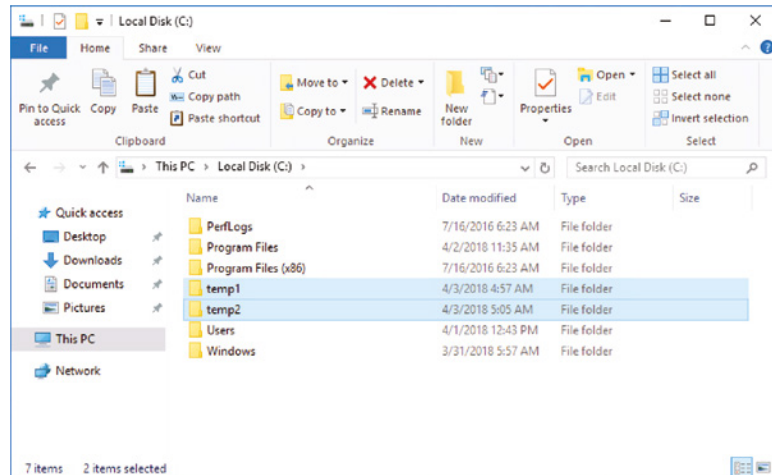 Local Disk (C:)
File Home Share View
Pin to Quick access
Copy
Paste
Cut
Copy path
Paste shortcut
Clipboard
Move to
Copy to
Delete
Rename
Organize
New folder
New
Properties
Open
Edit
Open
Select all
Select none
Invert selection
Select
This PC > Local Disk (C:) >
Search Local Disk (C:)
Quick access
Desktop
Downloads
Documents
Pictures
This PC
Network
Name Date modified Type Size
PerfLogs 7/16/2016 6:23 AM File folder
Program Files 4/2/2018 11:35 AM File folder
Program Files (x86) 7/16/2016 6:23 AM File folder
temp1 4/3/2018 4:57 AM File folder
temp2 4/3/2018 5:05 AM File folder
Users 4/1/2018 12:43 PM File folder
Windows 3/31/2018 5:57 AM File folder
7 items 2 items selected